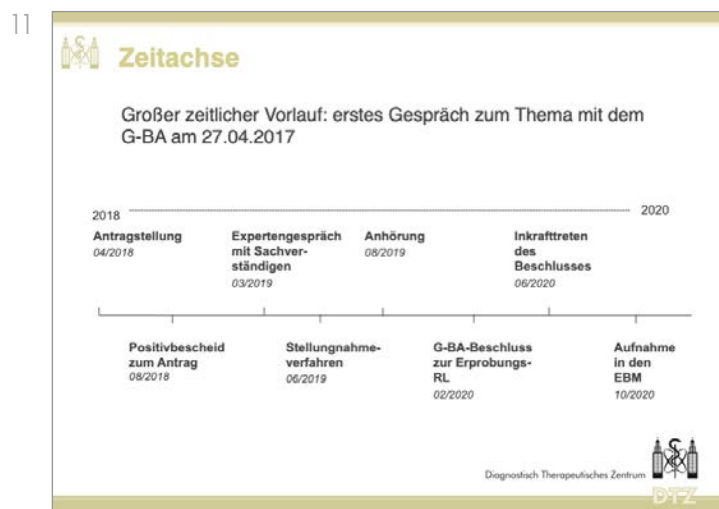 11
Zeitachse
Großer zeitlicher Vorlauf: erstes Gespräch zum Thema mit dem
G-BA am 27.04.2017
2018
2020
Antragstellung
04/2018
Expertengespräch
mit Sachver-
ständigen
03/2019
Anhörung
08/2019
Inkrafttreten
des
Beschlusses
06/2020
Positivbescheid
zum Antrag
08/2018
Stellungnahme-
verfahren
06/2019
G-BA-Beschluss
zur Erprobungs-
RL
02/2020
Aufnahme
in den
EBM
10/2020
Diagnostisch Therapeutisches Zentrum
DTZ